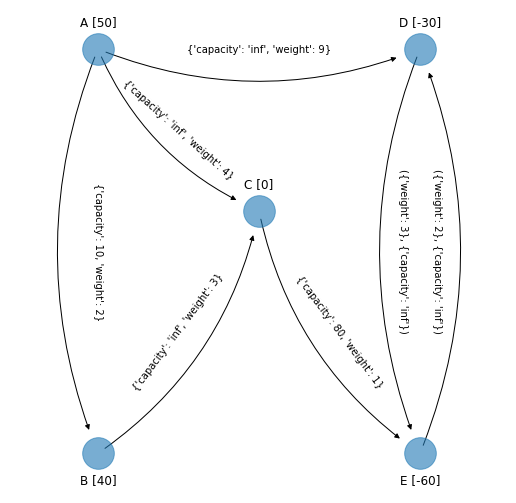 A [50]
D [-30]
{'capacity': 'inf', 'weight': 9}
{'capacity': 'inf', 'weight': 4}
C [0]
{'capacity': 10, 'weight': 2}
({'weight': 3}, {'capacity': 'inf'})
({'weight': 2}, {'capacity': 'inf'})
{'capacity': 'inf', 'weight': 3}
{'capacity': 80, 'weight': 1}
B [40]
E [-60]